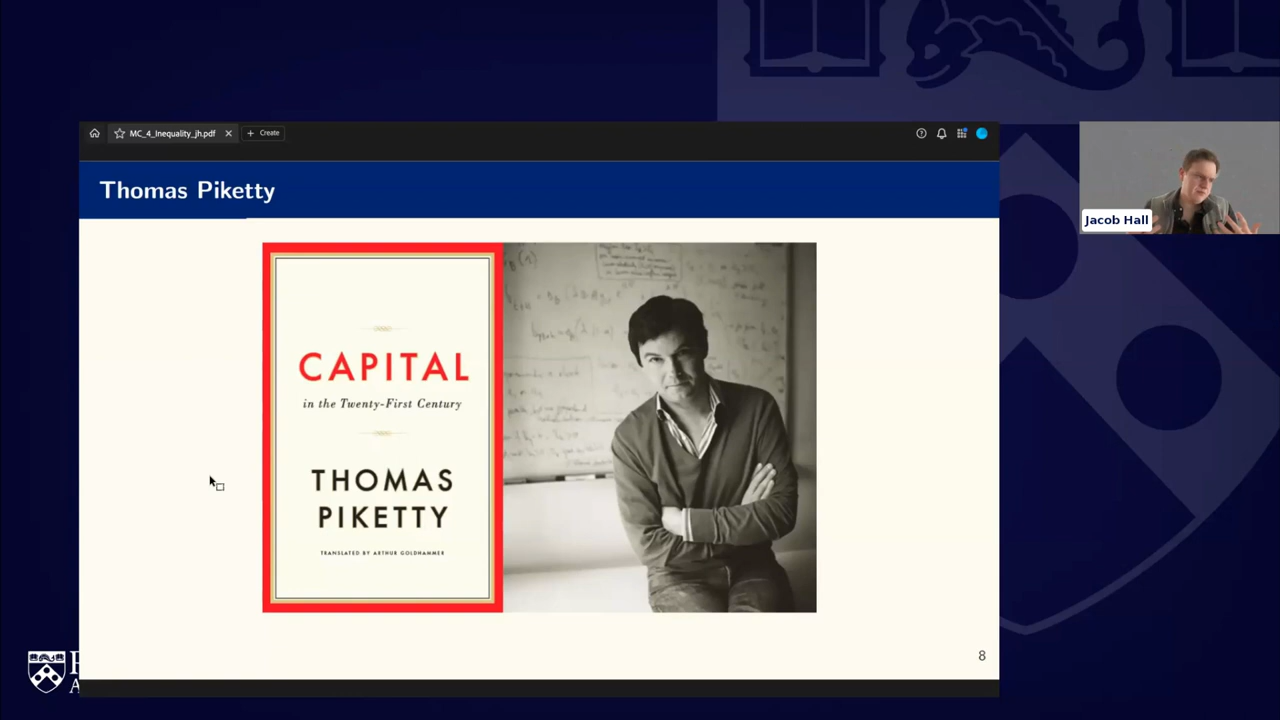 MC_4_Inequality_jh.pdf
Create
Thomas Piketty
CAPITAL
in the Twenty-First Century
THOMAS
PIKETTY
TRANSLATED BY ARTHUR GOLDHAMMER
Jacob Hall
8